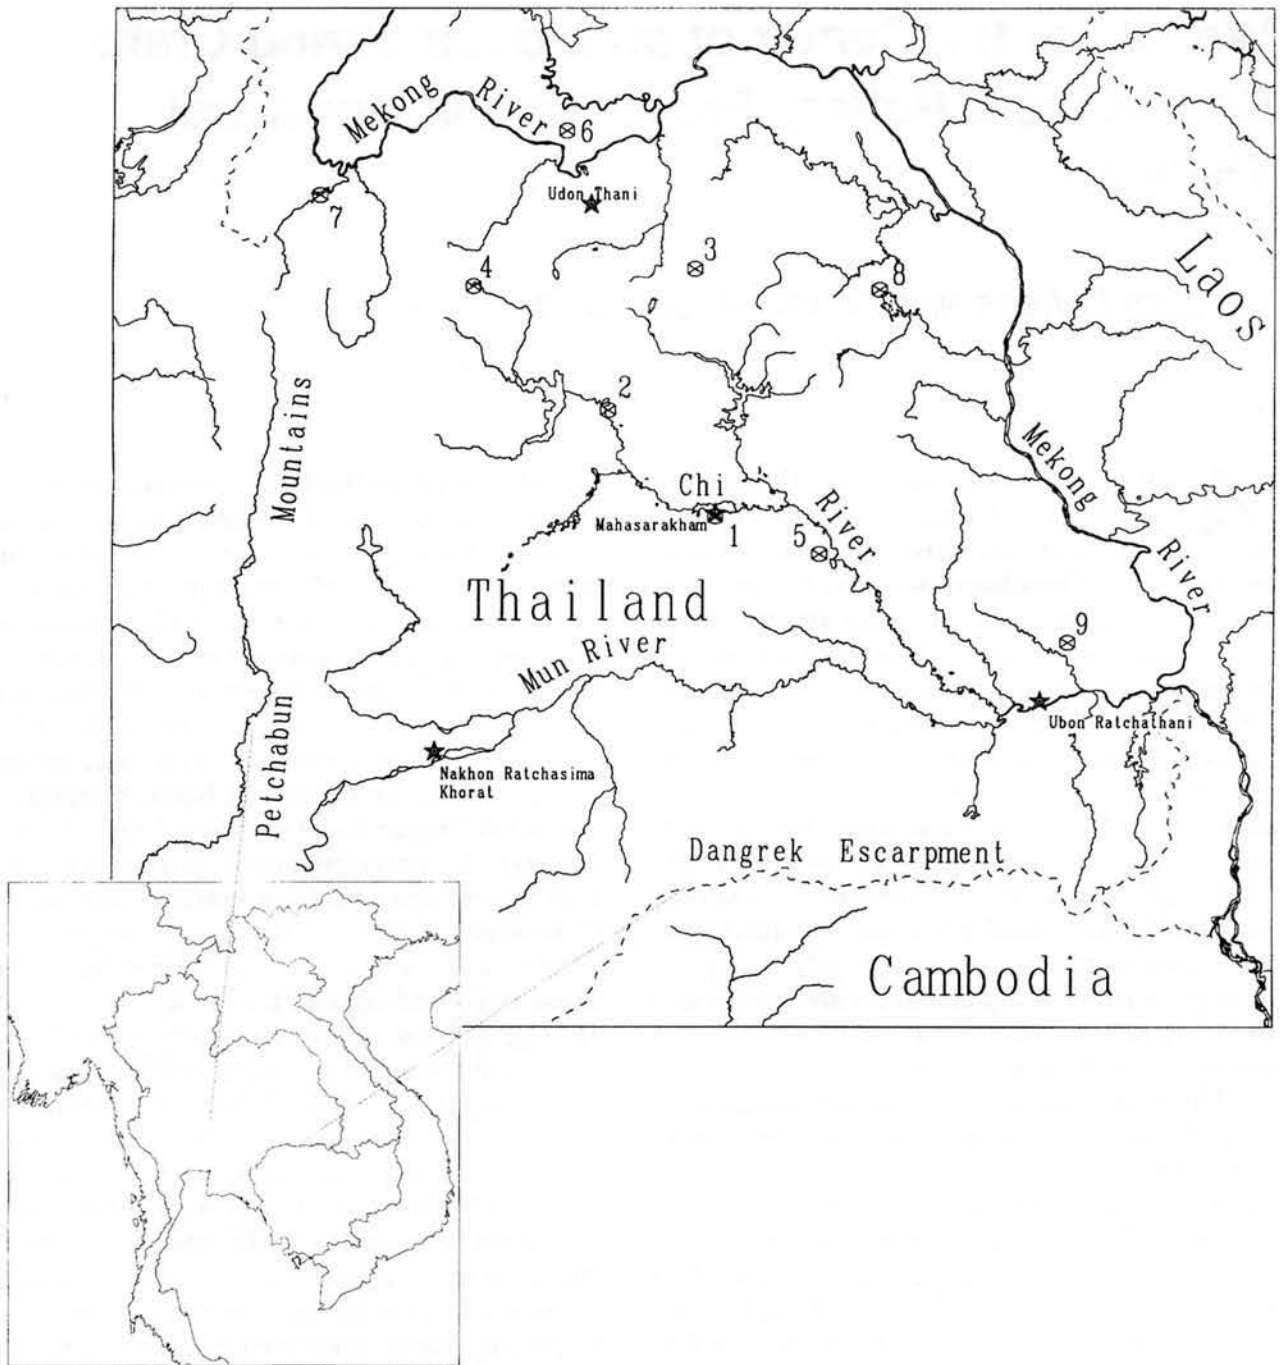 Mekong River
6
Udon Thani
7
4
3
8
Laos
2
Mountains
Petchabun
Chi River
Mahasarakham
1
5
Mekong River
Thailand
Mun River
9
Ubon Ratchathani
Nakhon Ratchasima
Khorat
Dangrek Escarpment
Cambodia